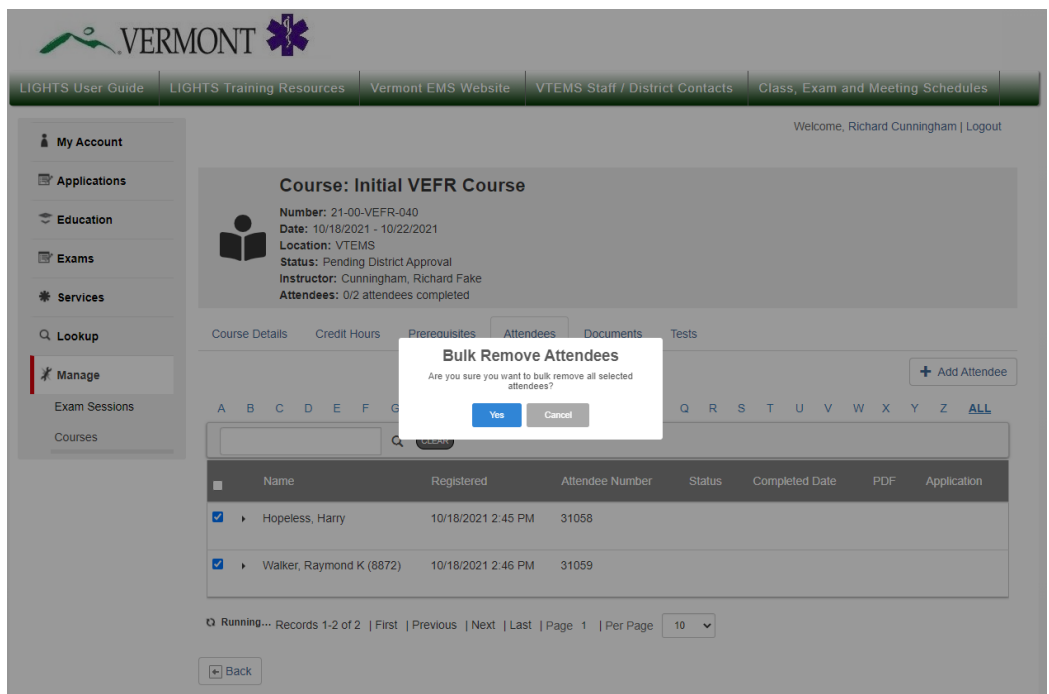 VERMONT
LIGHTS User Guide LIGHTS Training Resources Vermont EMS Website VTEMS Staff / District Contacts Class, Exam and Meeting Schedules
Welcome, Richard Cunningham | Logout
My Account
Applications
Education
Exams
Services
Lookup
Manage
Exam Sessions
Courses
Course: Initial VEFR Course
Number: 21-00-VEFR-040
Date: 10/18/2021 - 10/22/2021
Location: VTEMS
Status: Pending District Approval
Instructor: Cunningham, Richard Fake
Attendees: 0/2 attendees completed
Course Details Credit Hours Prerequisites Attendees Documents Tests
Bulk Remove Attendees
Are you sure you want to bulk remove all selected
attendees?
Yes Cancel
+ Add Attendee
A B C D E F G Q R S T U V W X Y Z ALL
CLEAR
Name Registered Attendee Number Status Completed Date PDF Application
Hopeless, Harry 10/18/2021 2:45 PM 31058
Walker, Raymond K (8872) 10/18/2021 2:46 PM 31059
Running... Records 1-2 of 2 | First | Previous | Next | Last | Page 1 | Per Page 10
Back